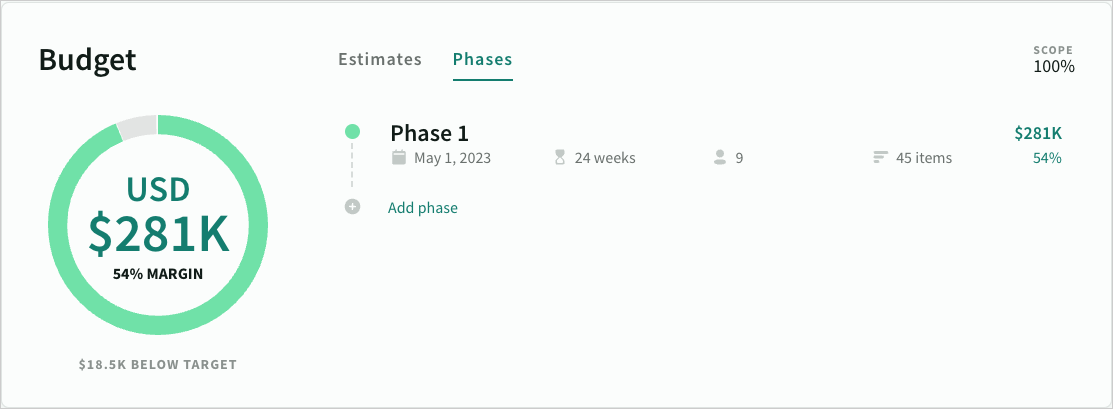 Budget
Estimates
Phases
SCOPE
100%
USD
$281K
54% MARGIN
$18.5K BELOW TARGET
Phase 1
$281K
May 1, 2023
24 weeks
9
45 items
54%
Add phase